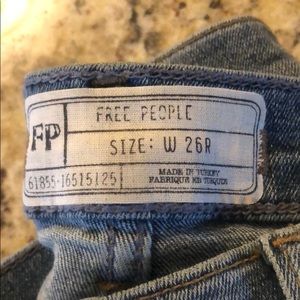 FP
FREE PEOPLE
SIZE: W 26R
61855-16515125
MADE IN TURKEY
FABRIQUE EN TURQUIE